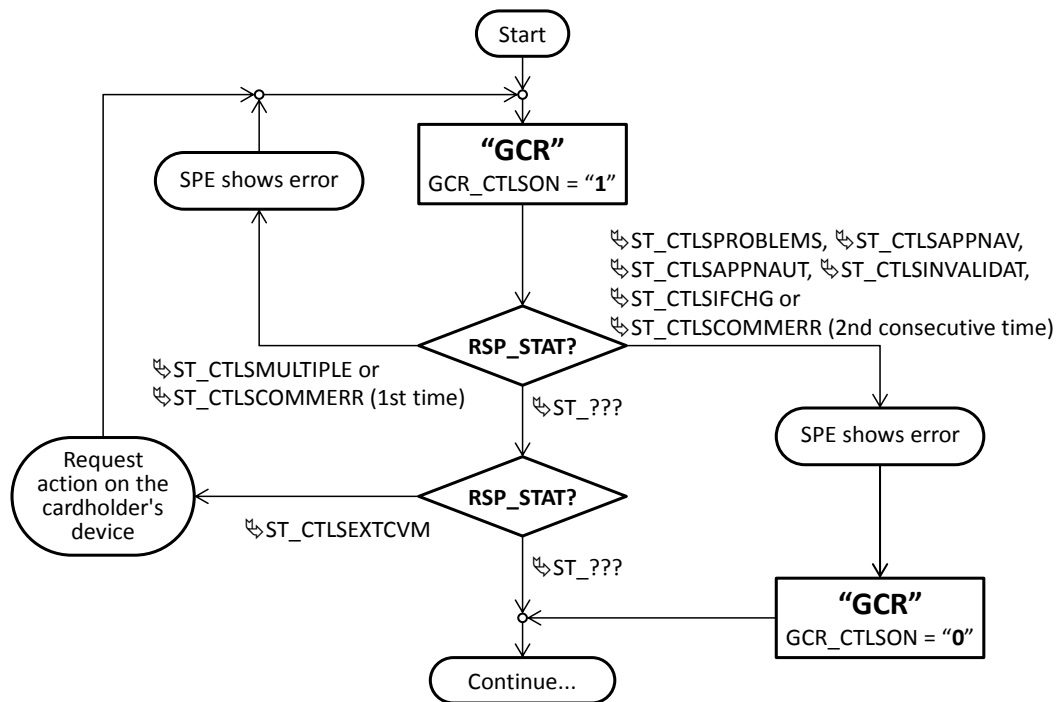 Start
“GCR”
GCR_CTLSON = “1”
SPE shows error
↳ST_CTLSPROBLEMS, ↳ST_CTLSAPPNAV,
↳ST_CTLSAPPNAUT, ↳ST_CTLSINVALIDAT,
↳ST_CTLSIFCHG or
↳ST_CTLSCOMMERR (2nd consecutive time)
RSP_STAT?
↳ST_CTLSMULTIPLE or
↳ST_CTLSCOMMERR (1st time)
↳ST_???
SPE shows error
Request
action on the
cardholder's
device
RSP_STAT?
↳ST_CTLSEXTCVM
↳ST_???
“GCR”
GCR_CTLSON = “0”
Continue...